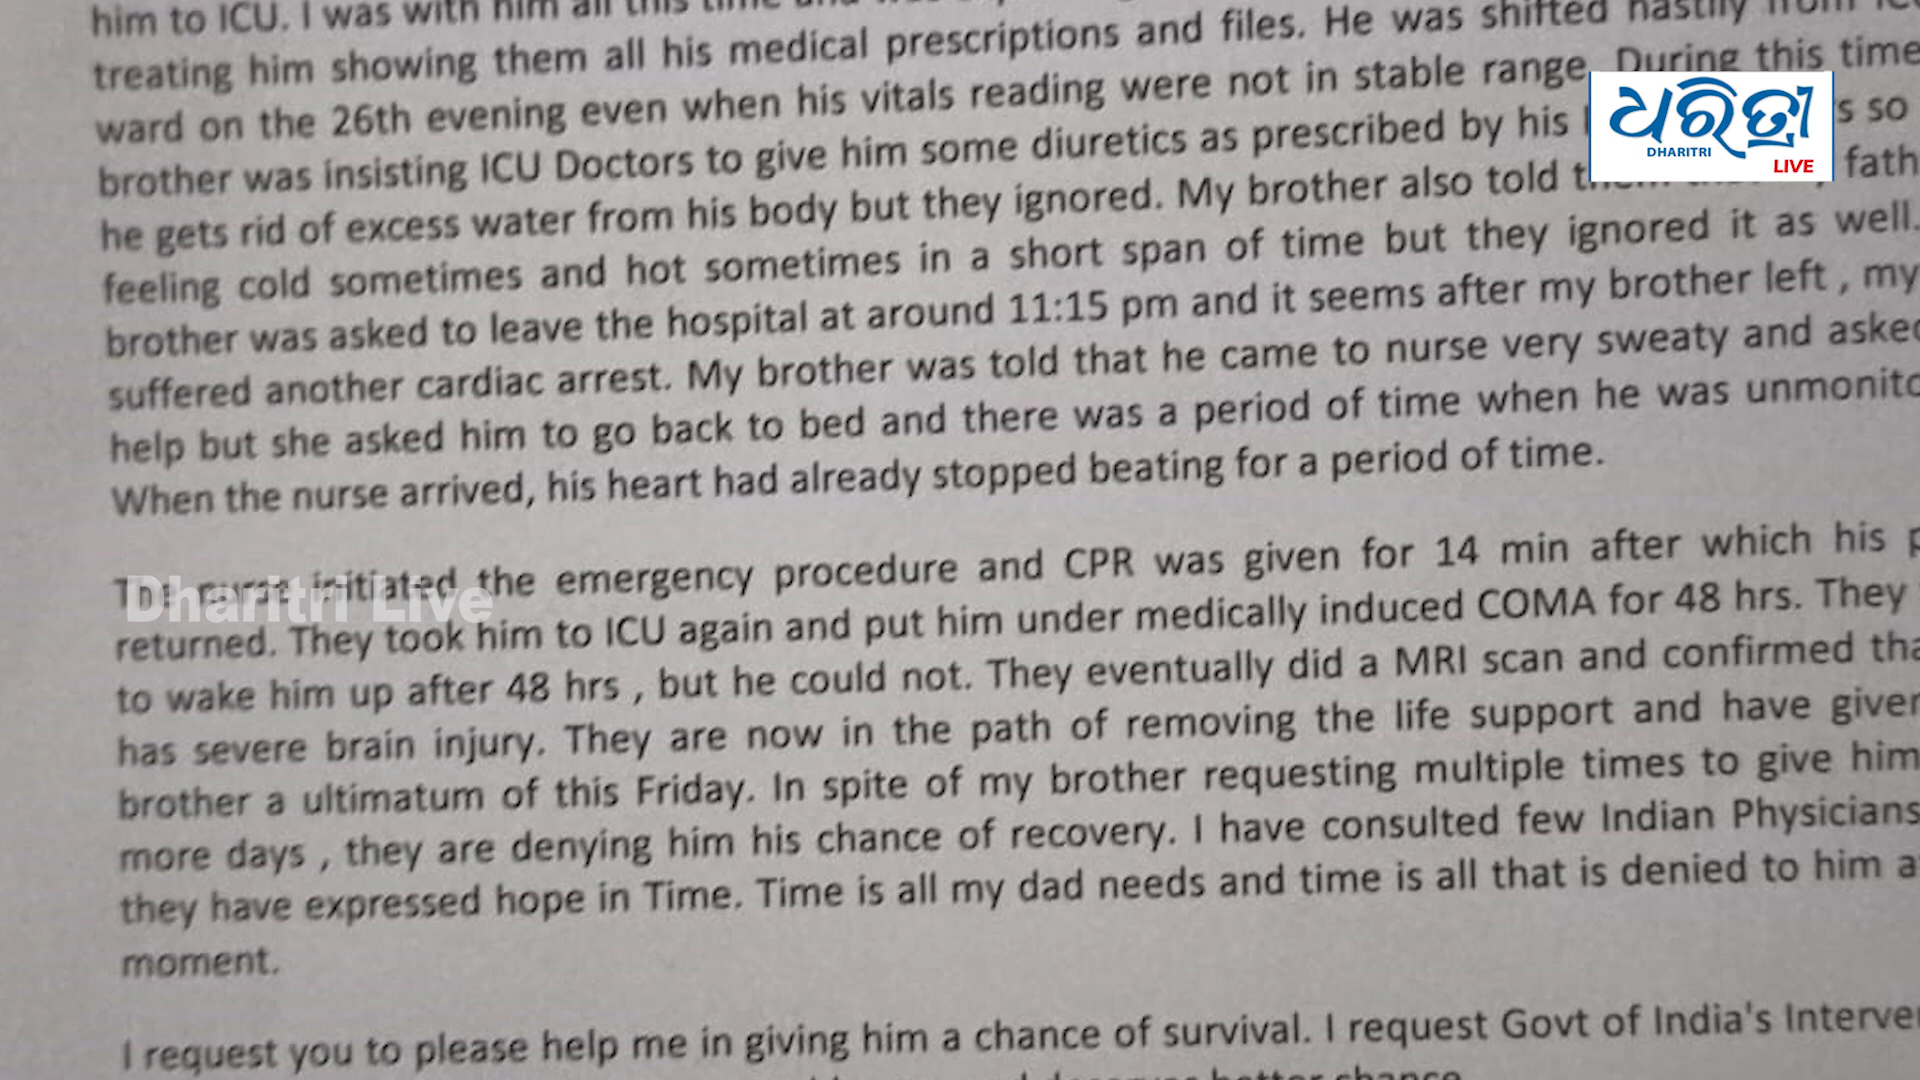 him to ICU. I was with him all this time and
treating him showing them all his medical prescriptions and files. He was shifted hastily from
ward on the 26th evening even when his vitals reading were not in stable range. During this time
brother was insisting ICU Doctors to give him some diuretics as prescribed by his so
he gets rid of excess water from his body but they ignored. My brother also told them
feeling cold sometimes and hot sometimes in a short span of time but they ignored it as well.
brother was asked to leave the hospital at around 11:15 pm and it seems after my brother left , my
suffered another cardiac arrest. My brother was told that he came to nurse very sweaty and
help but she asked him to go back to bed and there was a period of time when he was
When the nurse arrived, his heart had already stopped beating for a period of time.
The nurse initiated the emergency procedure and CPR was given for 14 min after which his
returned. They took him to ICU again and put him under medically induced COMA for 48 hrs. They
to wake him up after 48 hrs , but he could not. They eventually did a MRI scan and confirmed
has severe brain injury. They are now in the path of removing the life support and have
brother a ultimatum of this Friday. In spite of my brother requesting multiple times to give him
more days , they are denying him his chance of recovery. I have consulted few Indian Physicians
they have expressed hope in Time. Time is all my dad needs and time is all that is denied to him
moment.
I request you to please help me in giving him a chance of survival. I request Govt of India's
better chance
ଧରିତ୍ରୀ
DHARITRI
LIVE
Dharitri Live